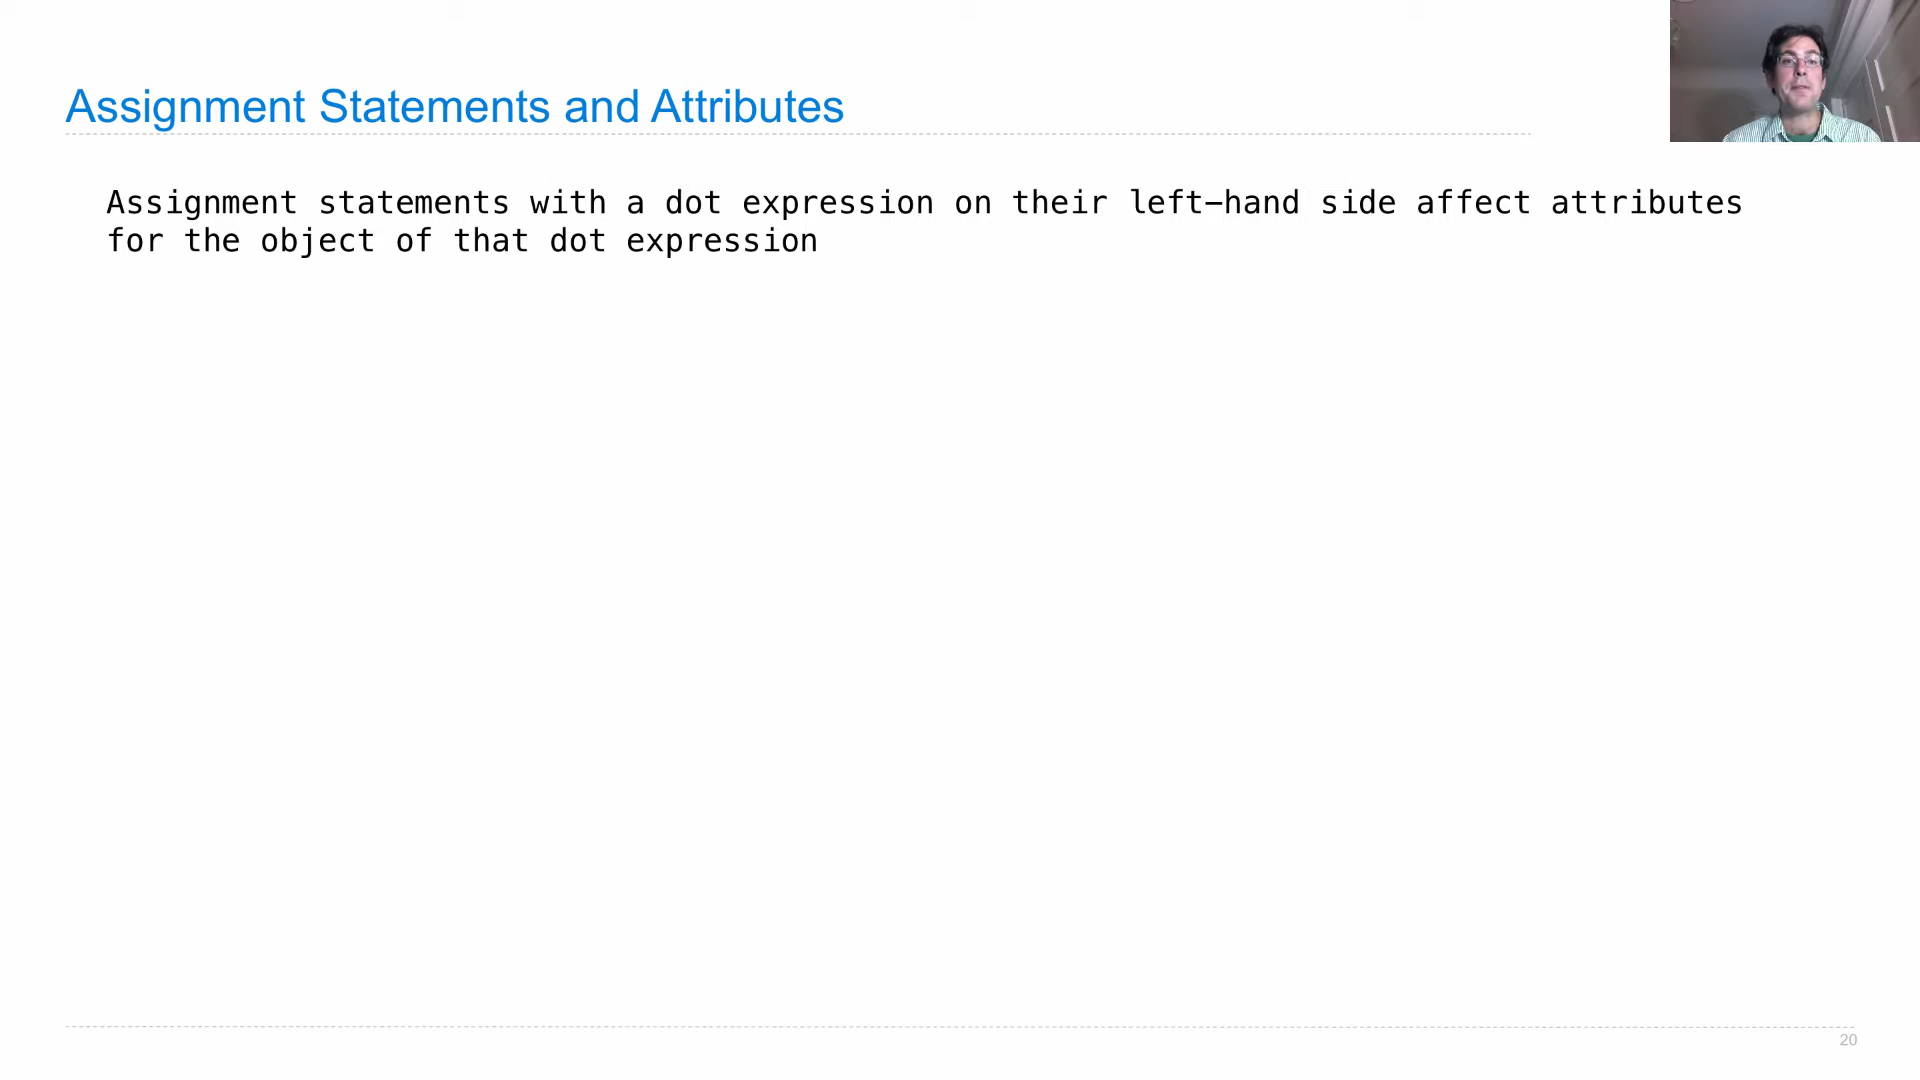 Assignment Statements and Attributes
Assignment statements with a dot expression on their left-hand side affect attributes
for the object of that dot expression
20